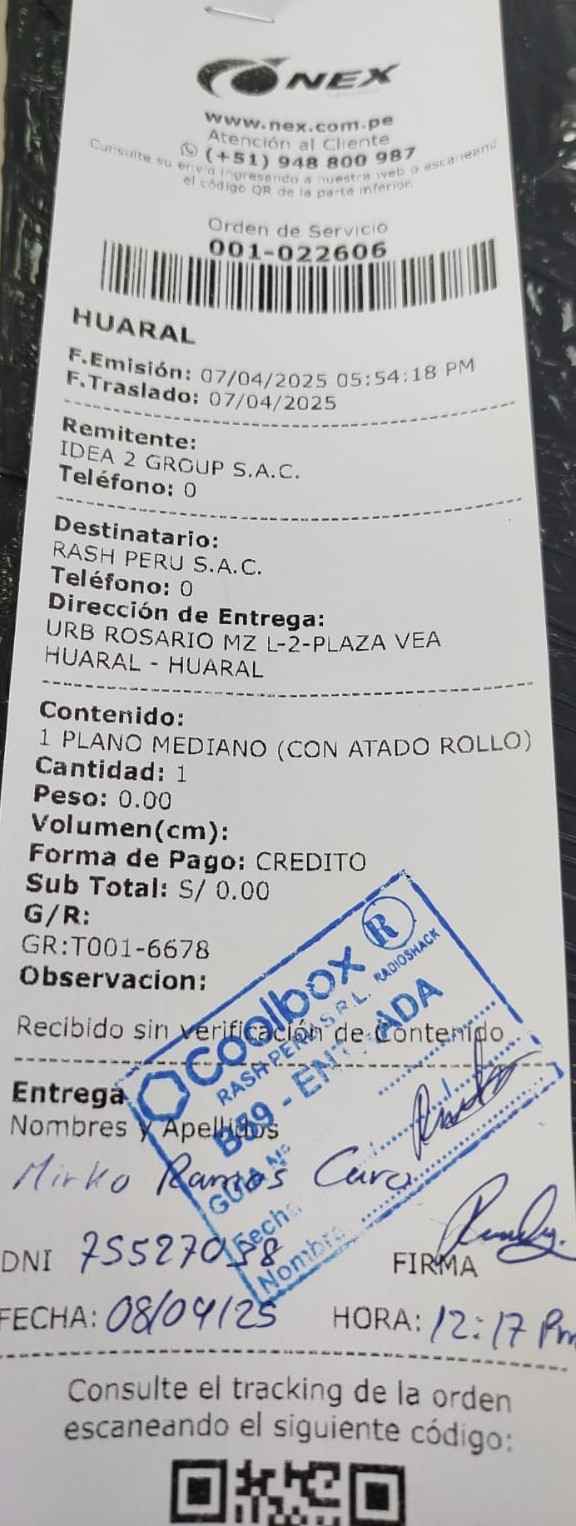 NEX
www.nex.com.pe
Atención al Cliente
(+51) 948 800 987
Consulte su envío ingresando a nuestra web o escaneand
el código QR de la parte inferior.
Orden de Servicio
001-022606
HUARAL
F.Emisión: 07/04/2025 05:54:18 PM
F.Traslado: 07/04/2025
Remitente:
IDEA 2 GROUP S.A.C.
Teléfono: 0
Destinatario:
RASH PERU S.A.C.
Teléfono: 0
Dirección de Entrega:
URB ROSARIO MZ L-2-PLAZA VEA
HUARAL - HUARAL
Contenido:
1 PLANO MEDIANO (CON ATADO ROLLO)
Cantidad: 1
Peso: 0.00
Volumen(cm):
Forma de Pago: CREDITO
Sub Total: S/ 0.00
G/R:
GR:T001-6678
Observacion:
Recibido sin verificación de Contenido
Coolbox ®
RASH PERU S.R.L. RADIOSHACK
ENTRADA
GUIA Nº
Fecha
Nombre
Entrega
Nombres y Apellidos
Mirko Ramos
DNI
FIRMA
FECHA: 08/04/25 HORA: 12:17 Pm
Consulte el tracking de la orden
escaneando el siguiente código: